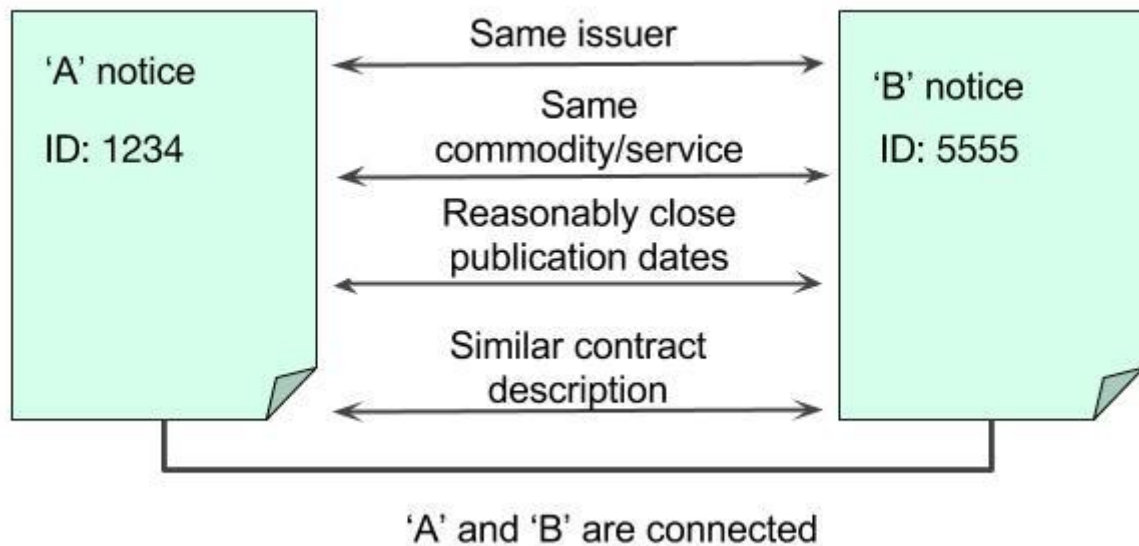 ‘A’ notice
ID: 1234
Same issuer
Same
commodity/service
Reasonably close
publication dates
Similar contract
description
‘B’ notice
ID: 5555
‘A’ and ‘B’ are connected